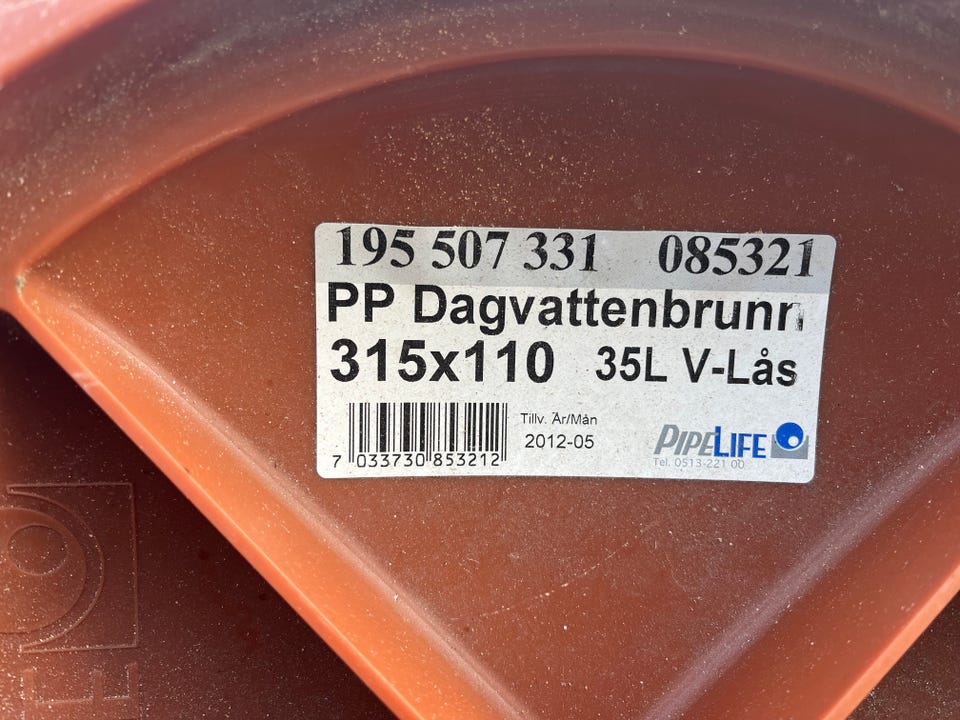 195 507 331 085321
PP Dagvattenbrunn
315x110 35L V-Lås
Tillv. År/Mån
2012-05
7 033730 853212
PIPELIFE
Tel. 0513-221 00